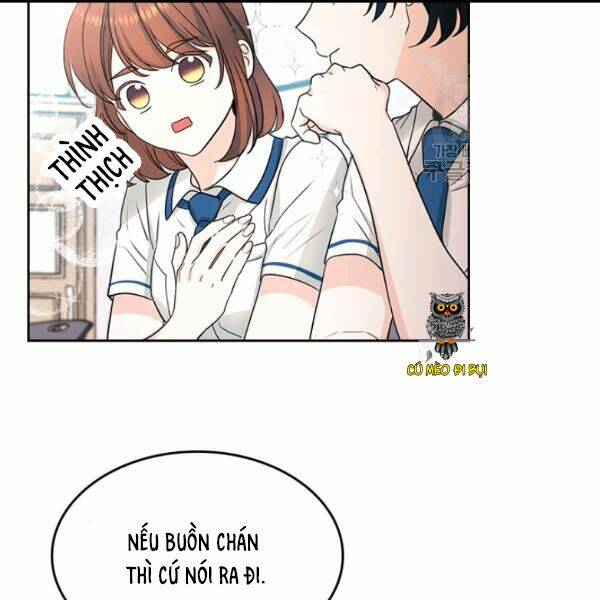 THÌNH
THỊCH
CÚ MÈO ĐI BỤI
NẾU BUỒN CHÁN
THÌ CỨ NÓI RA ĐI.